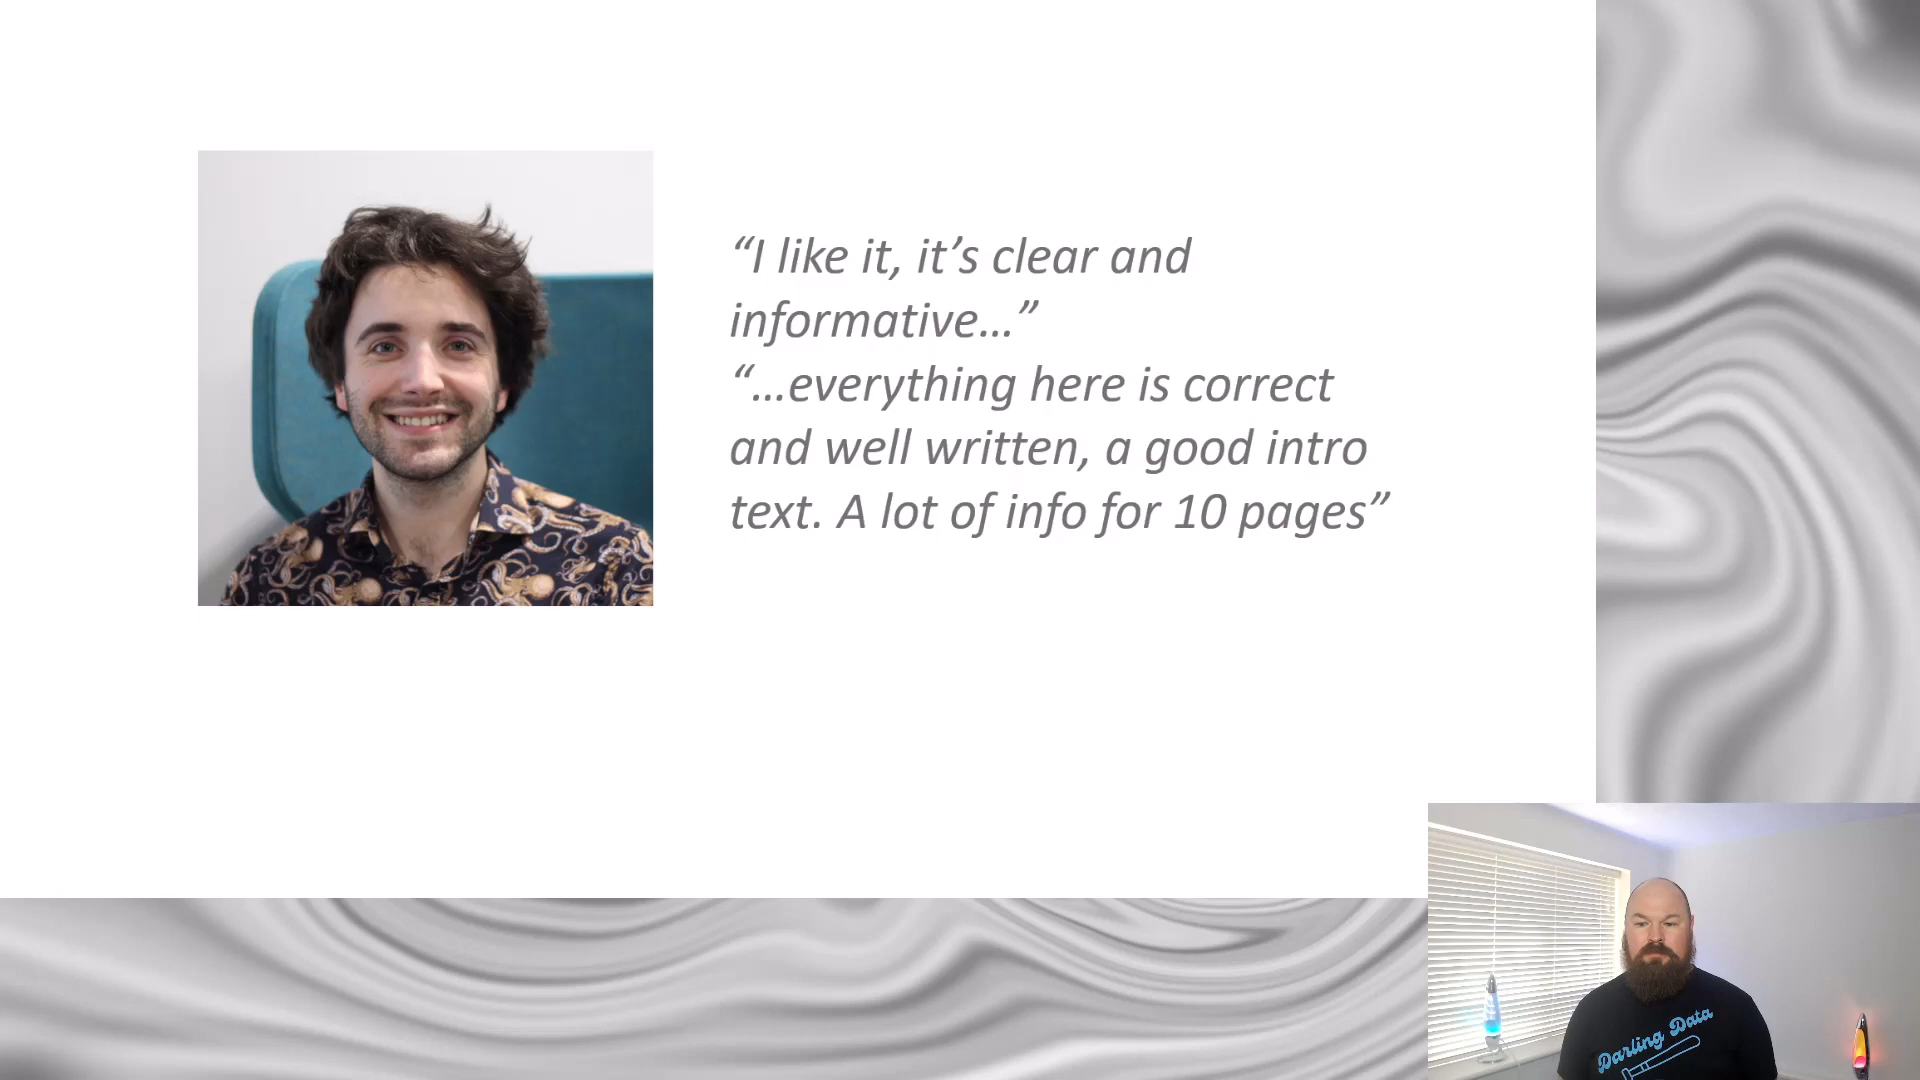 “I like it, it’s clear and
informative…”
“…everything here is correct
and well written, a good intro
text. A lot of info for 10 pages”
Darling Data